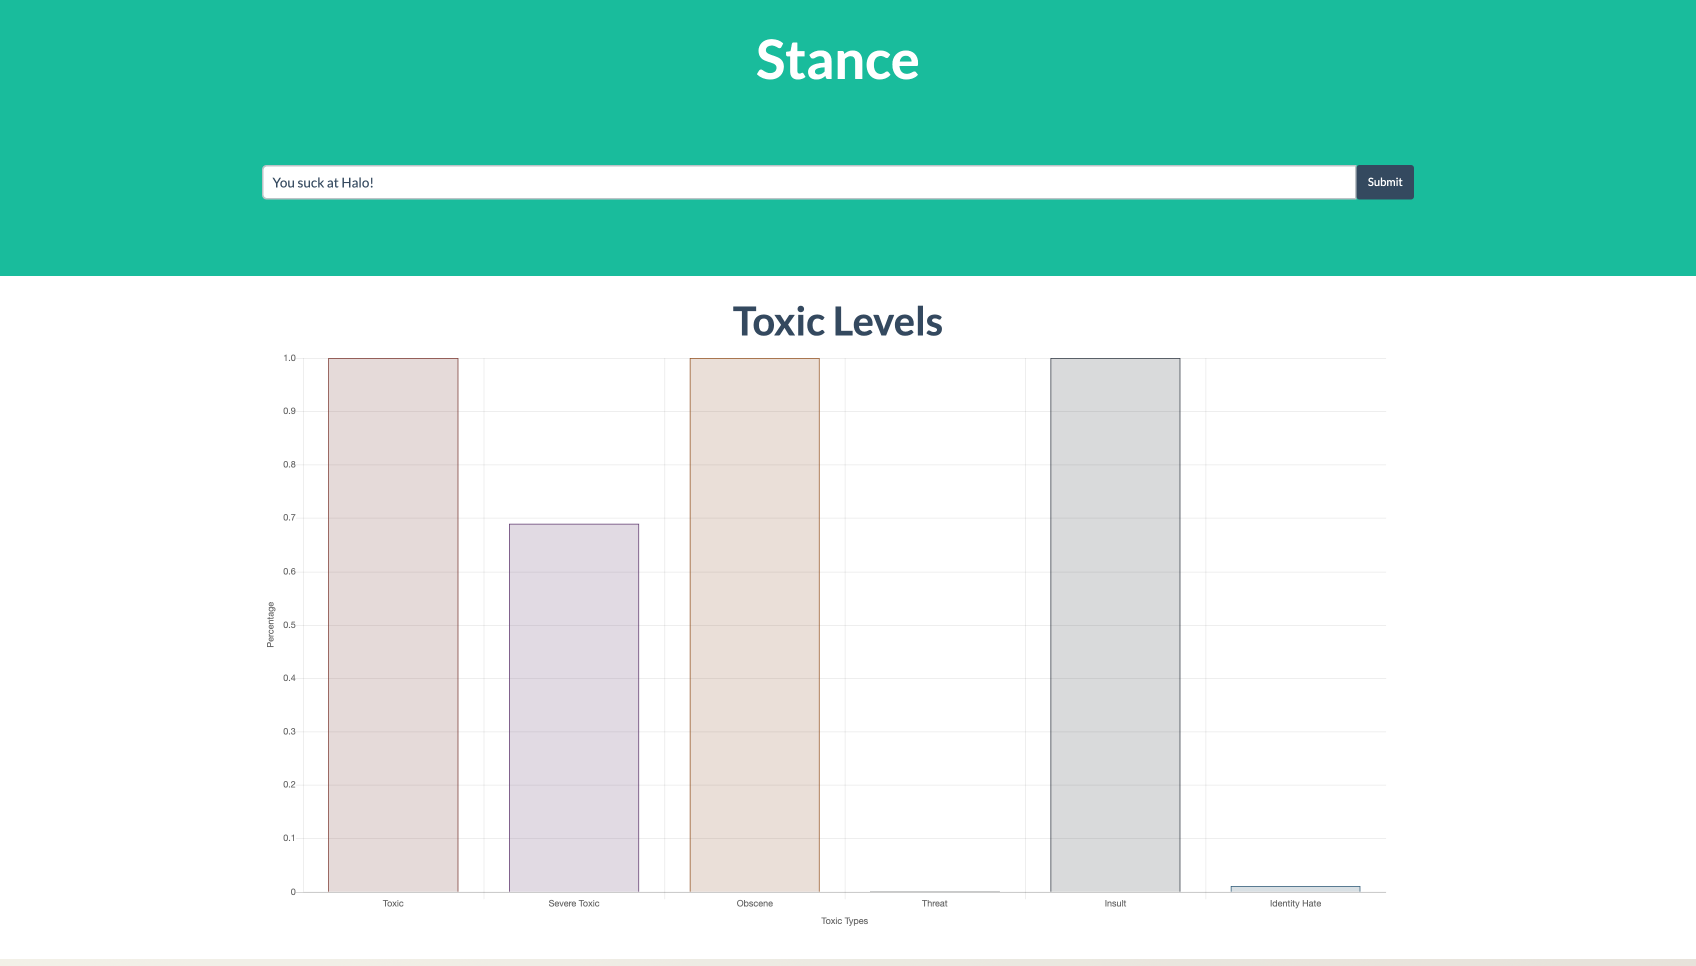 Stance
You suck at Halo!
Submit
Toxic Levels
1.0
0.9
0.8
0.7
0.6
0.5
0.4
0.3
0.2
0.1
0
Percentage
Toxic
Severe Toxic
Obscene
Threat
Insult
Identity Hate
Toxic Types